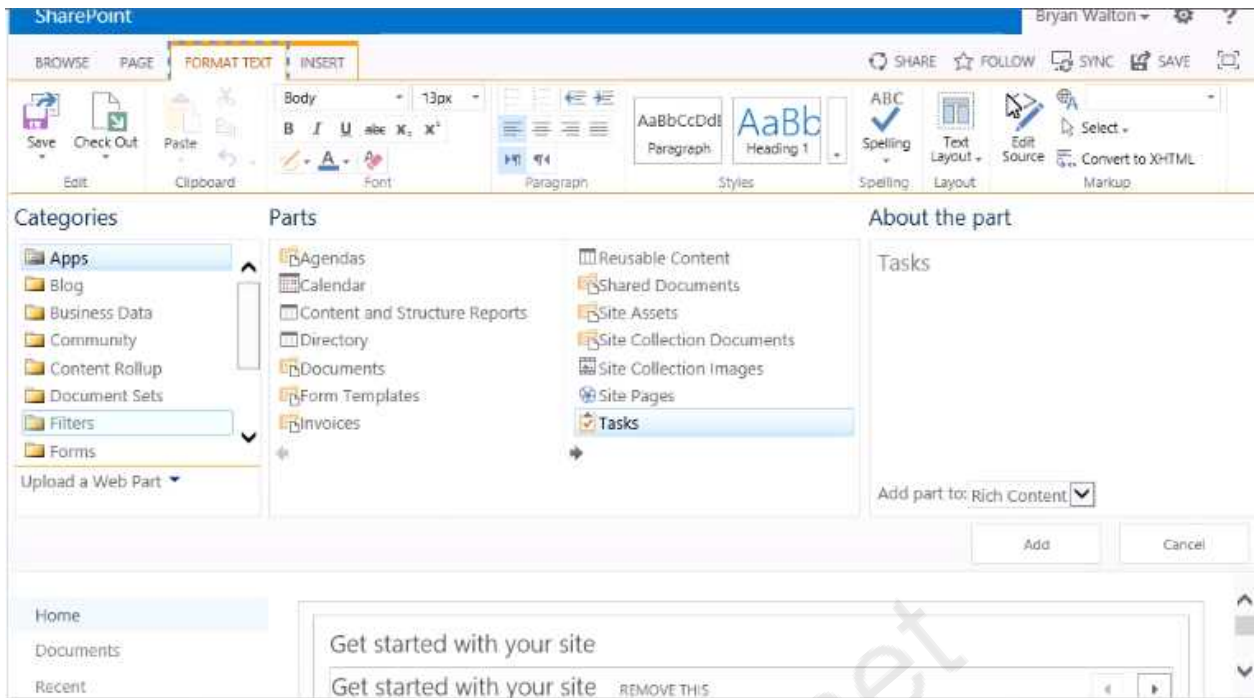 SharePoint Bryan Walton ?
BROWSE PAGE FORMAT TEXT INSERT SHARE FOLLOW SYNC SAVE
Body 13px
B I U abc X₂ X² AaBbCcDdE AaBb ABC
Save Check Out Paste Paragraph Heading 1 Spelling Text Layout Edit Source Select
A Convert to XHTML
Edit Clipboard Font Paragraph Styles Spelling Layout Markup
Categories Parts About the part
Apps Agendas Reusable Content Tasks
Blog Calendar Shared Documents
Business Data Content and Structure Reports Site Assets
Community Directory Site Collection Documents
Content Rollup Documents Site Collection Images
Document Sets Form Templates Site Pages
Filters Invoices Tasks
Forms
Upload a Web Part Add part to: Rich Content
Add Cancel
Home
Get started with your site
Documents
Recent Get started with your site REMOVE THIS
net